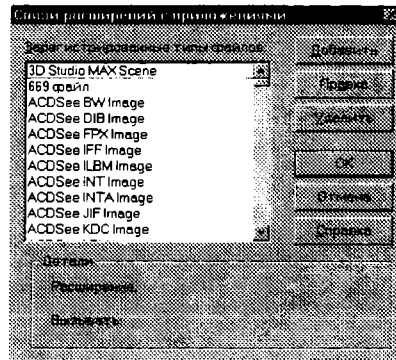 Связи расширений с приложениями
Зарегистрированные типы файлов
3D Studio MAX Scene
669 файл
ACDSee BW Image
ACDSee DIB Image
ACDSee FPX Image
ACDSee IFF Image
ACDSee ILBM Image
ACDSee INT Image
ACDSee INTA Image
ACDSee JIF Image
ACDSee KDC Image
Добавить
Правка
Удалить
OK
Отмена
Справка
Детали
Расширения:
Вызывать: